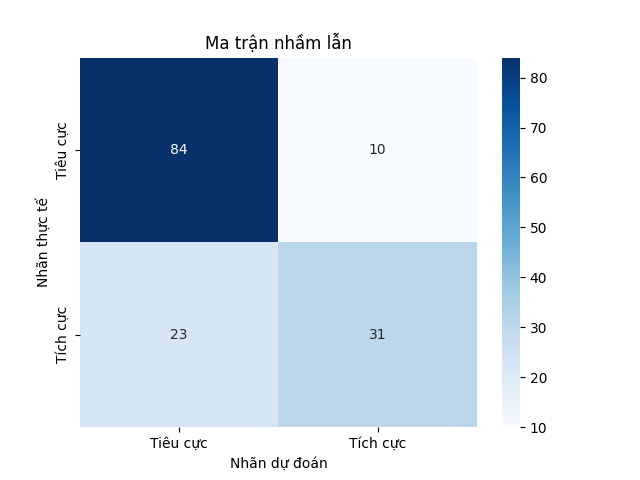 Ma trận nhầm lẫn
Nhãn thực tế
Tiêu cực
Tích cực
84
10
23
31
Tiêu cực
Tích cực
Nhãn dự đoán
80
70
60
50
40
30
20
10